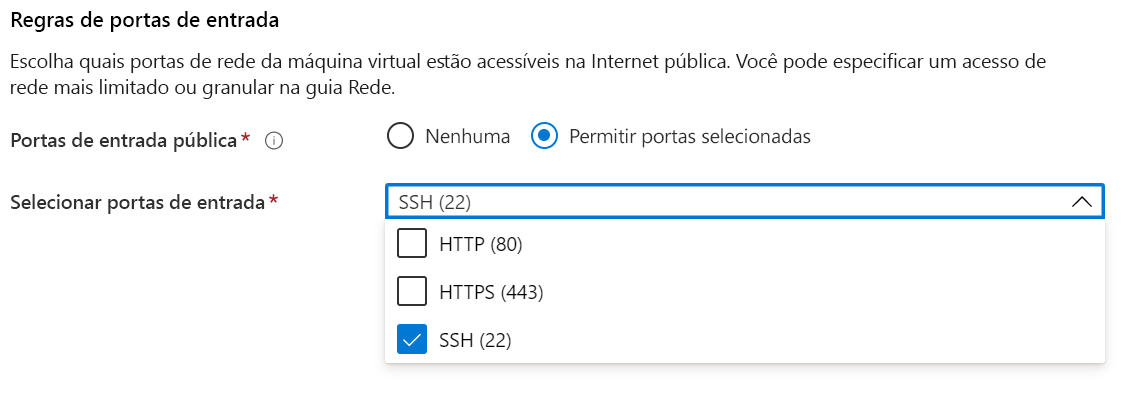 Regras de portas de entrada
Escolha quais portas de rede da máquina virtual estão acessíveis na Internet pública. Você pode especificar um acesso de
rede mais limitado ou granular na guia Rede.
Portas de entrada pública*
Nenhuma
Permitir portas selecionadas
Selecionar portas de entrada*
SSH (22)
HTTP (80)
HTTPS (443)
SSH (22)